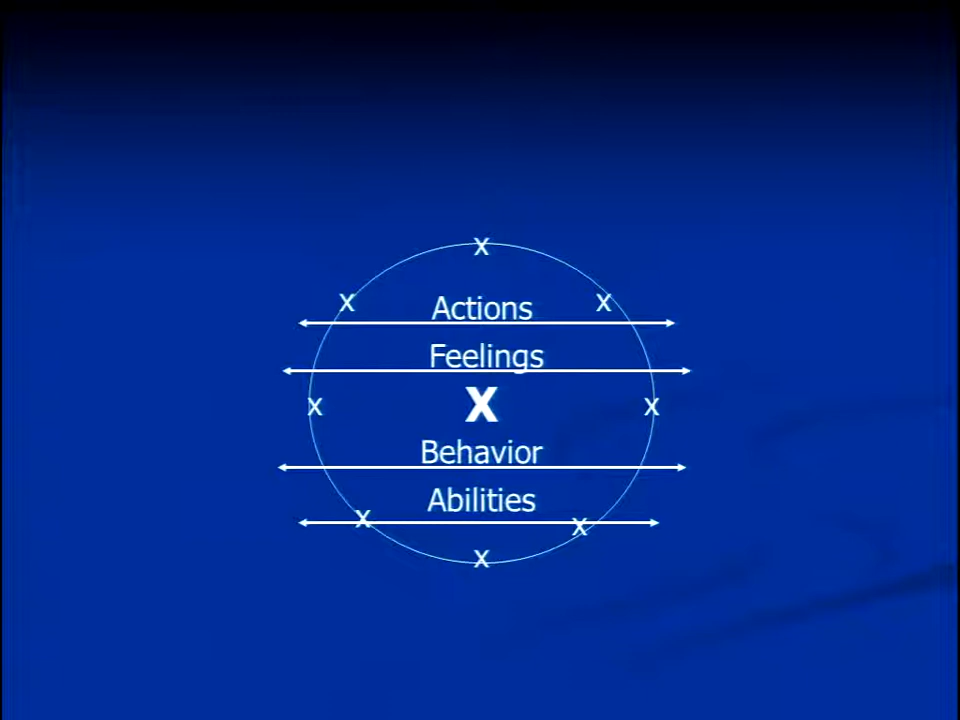 x
x x
Actions
Feelings
x X x
Behavior
Abilities
x x
x